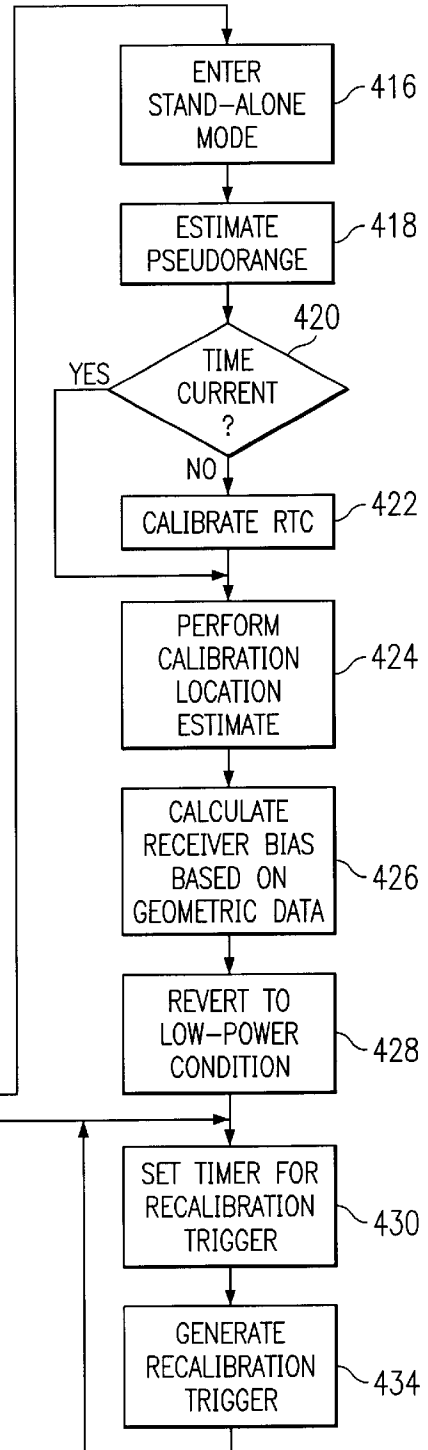 ENTER
STAND-ALONE
MODE
416
ESTIMATE
PSEUDORANGE
418
420
TIME
CURRENT
?
YES
NO
CALIBRATE RTC
422
PERFORM
CALIBRATION
LOCATION
ESTIMATE
424
CALCULATE
RECEIVER BIAS
BASED ON
GEOMETRIC DATA
426
REVERT TO
LOW-POWER
CONDITION
428
SET TIMER FOR
RECALIBRATION
TRIGGER
430
GENERATE
RECALIBRATION
TRIGGER
434